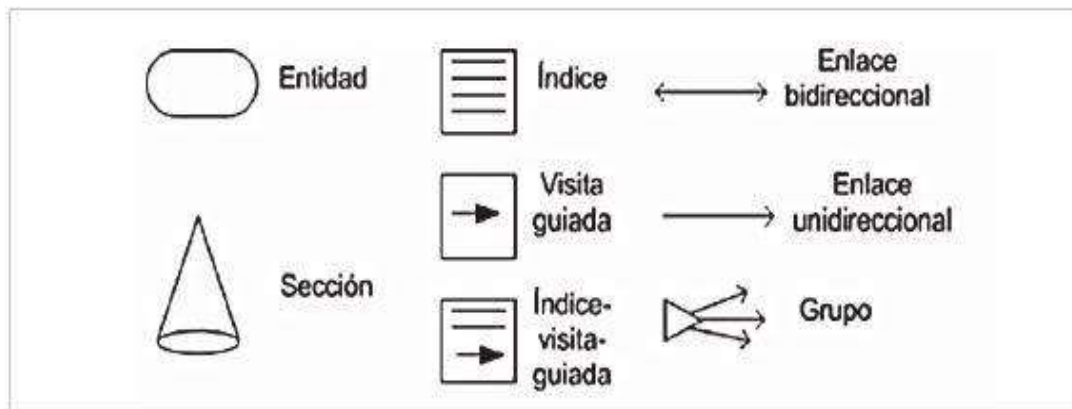 Entidad
Índice
Enlace
bidireccional
Visita
guiada
Enlace
unidireccional
Sección
Índice-
visita-
guiada
Grupo